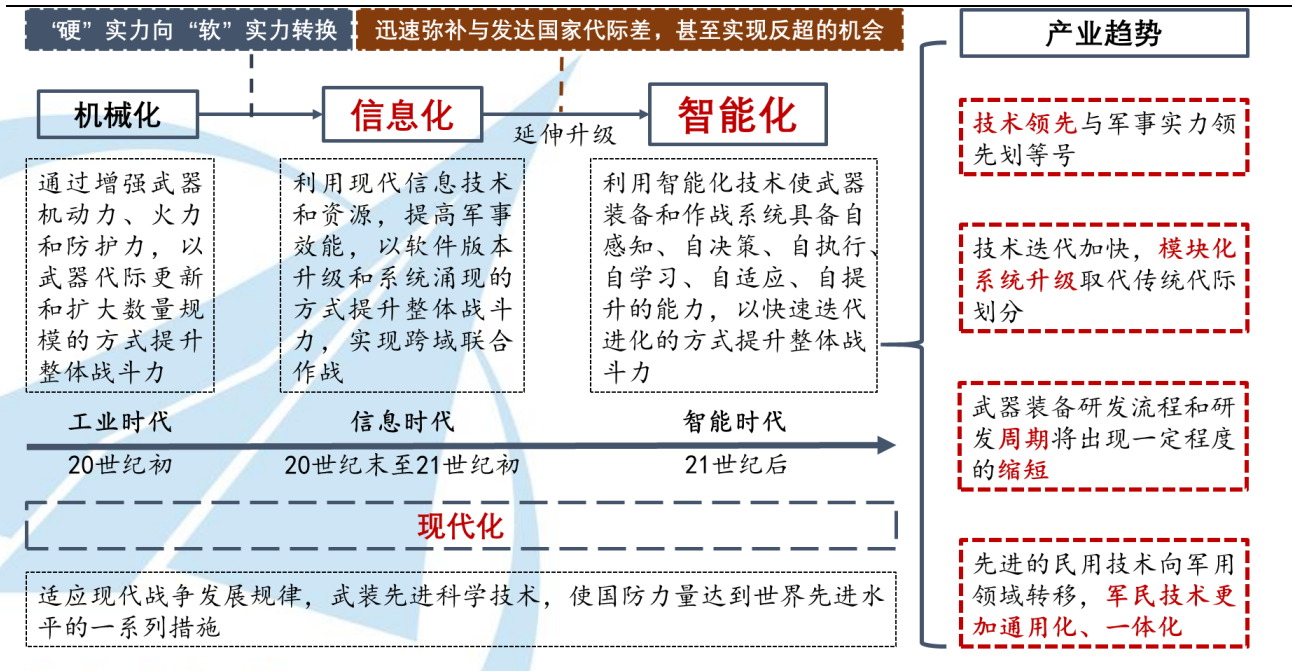 “硬”实力向“软”实力转换
迅速弥补与发达国家代际差，甚至实现反超的机会
机械化
信息化
延伸升级
智能化
通过增强武器
机动力、火力
和防护力，以
武器代际更新
和扩大数量规
模的方式提升
整体战斗力
利用现代信息技术
和资源，提高军事
效能，以软件版本
升级和系统涌现的
方式提升整体战斗
力，实现跨域联合
作战
利用智能化技术使武器
装备和作战系统具备自
感知、自决策、自执行、
自学习、自适应、自提
升的能力，以快速迭代
进化的方式提升整体战
斗力
工业时代
信息时代
智能时代
20世纪初
20世纪末至21世纪初
21世纪后
现代化
适应现代战争发展规律，武装先进科学技术，使国防力量达到世界先进水
平的一系列措施
产业趋势
技术领先与军事实力领
先划等号
技术迭代加快，模块化
系统升级取代传统代际
划分
武器装备研发流程和研
发周期将出现一定程度
的缩短
先进的民用技术向军用
领域转移，军民技术更
加通用化、一体化